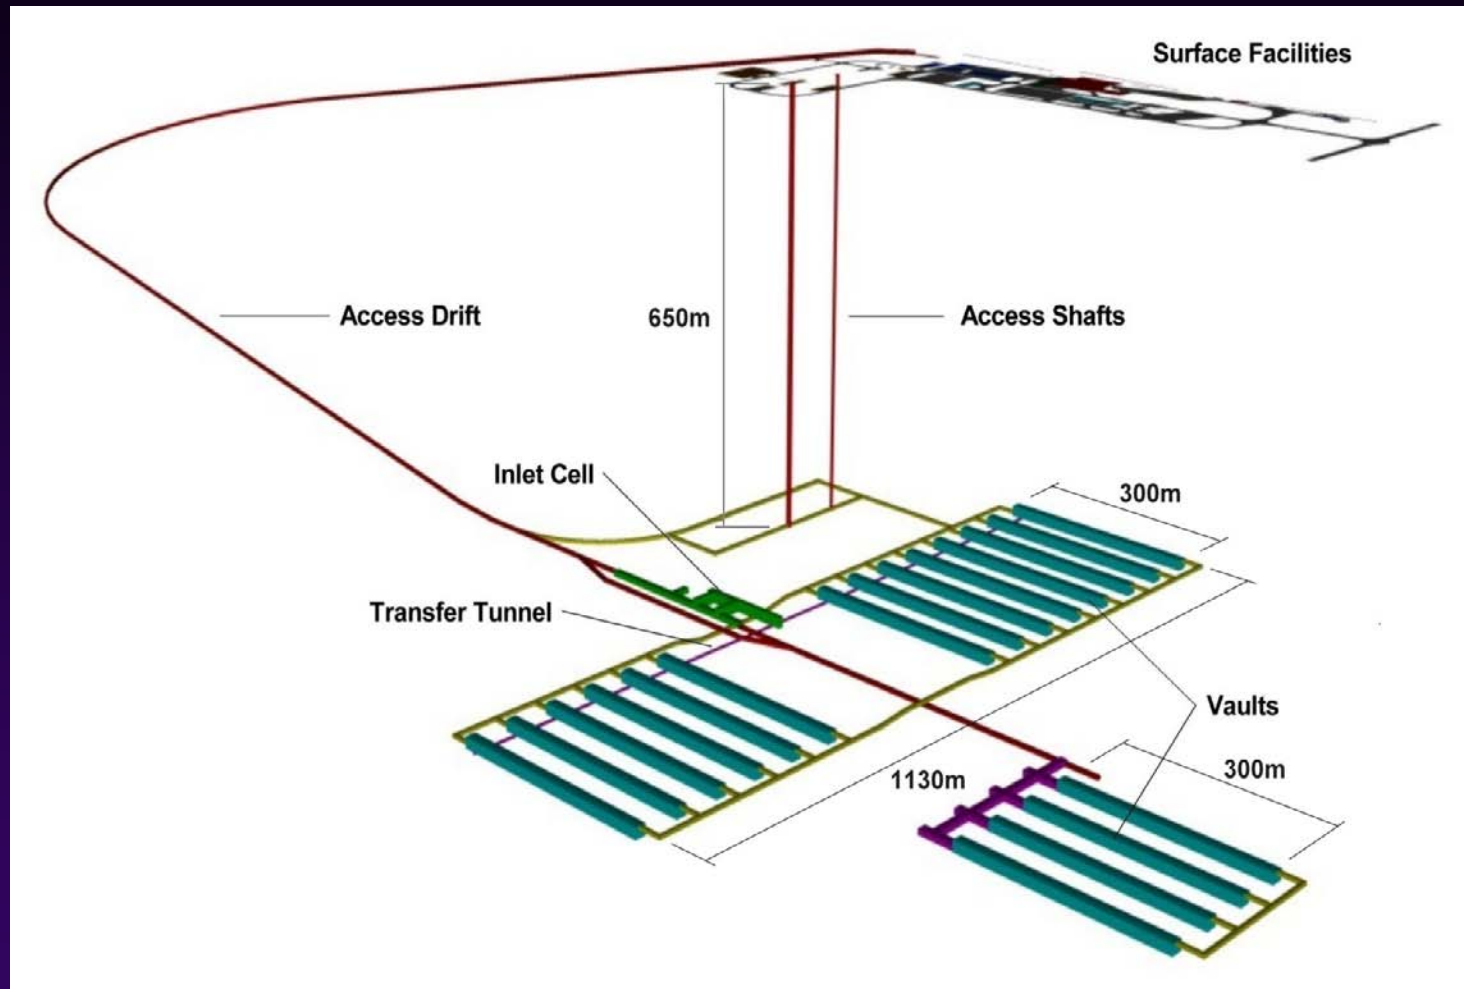 Surface Facilities
Access Drift
650m
Access Shafts
Inlet Cell
300m
Transfer Tunnel
Vaults
1130m
300m